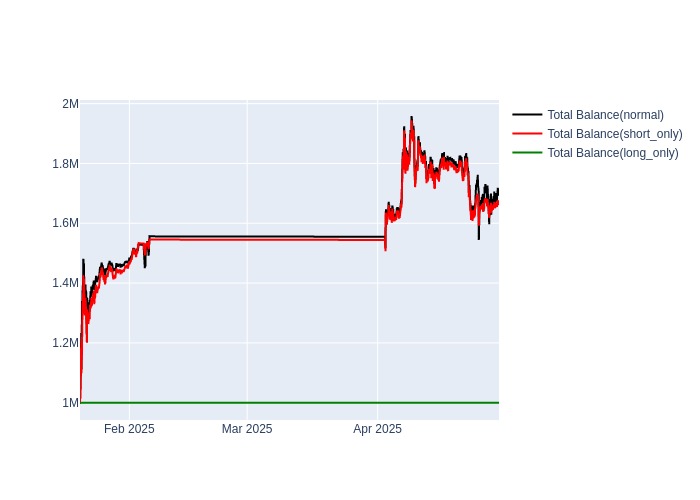 2M
1.8M
1.6M
1.4M
1.2M
1M
Feb 2025
Mar 2025
Apr 2025
Total Balance(normal)
Total Balance(short_only)
Total Balance(long_only)